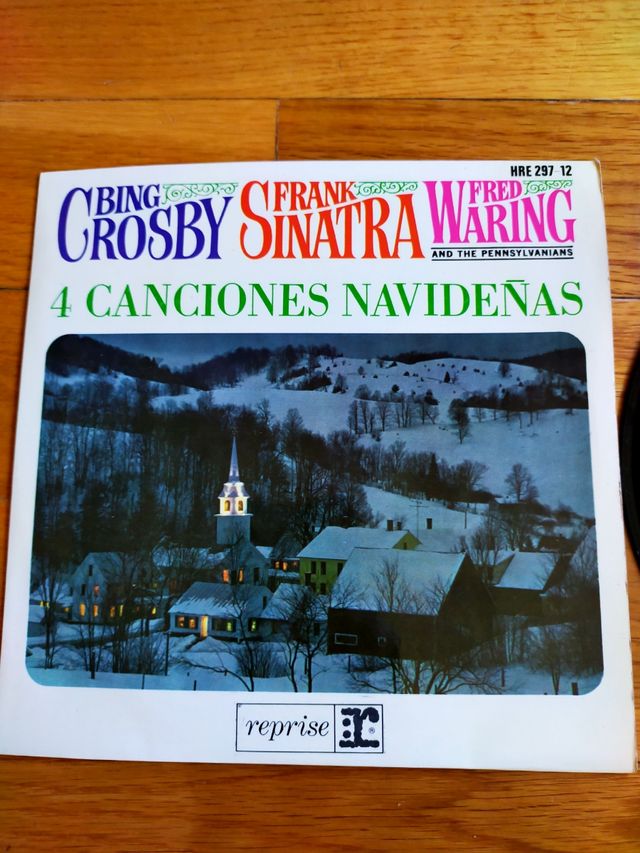 HRE 297-12
BING CROSBY
FRANK SINATRA
FRED WARING
AND THE PENNSYLVANIANS
4 CANCIONES NAVIDEÑAS
reprise r ®